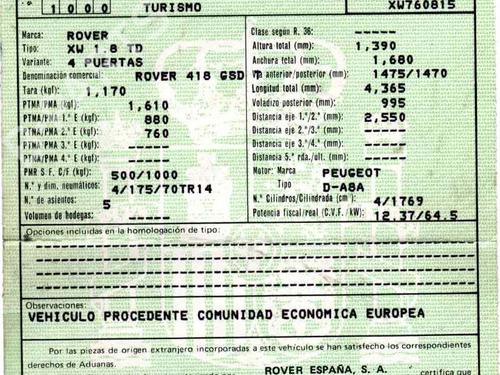 1 0 0 0 TURISMO XW760815
Marca: ROVER
Tipo: XW 1.8 TD
Variante: 4 PUERTAS
Denominación comercial: ROVER 418 GSD
Tara (kgf): 1,170
PTMA/PMA (kgf): 1,610
PTMA/PMA 1.º E (kgf): 880
PTMA/PMA 2.º E (kgf): 760
PTMA/PMA 3.º E (kgf): -----
PTMA/PMA 4.º E (kgf): -----
PMR S. F. C/F (kgf): 500/1000
N.º y dim. neumáticos: 4/175/70TR14
N.º de asientos: 5
Volumen de bodegas: -----
Clase según R. 36: -----
Altura total (mm): 1,390
Anchura total (mm): 1,680
anterior/posterior (mm): 1475/1470
Longitud total (mm): 4,365
Voladizo posterior (mm): 995
Distancia eje 1.º/2.º (mm): 2,550
Distancia eje 2.º/3.º (mm): -----
Distancia eje 3.º/4.º (mm): -----
Distancia 5.ª rda./ult. (mm): -----
Motor: Marca PEUGEOT
Tipo D-A8A
N.º Cilindros/Cilindrada (cm³): 4/1769
Potencia fiscal/real (C.V.F./kW): 12.37/64.5
Opciones incluidas en la homologación de tipo:
Observaciones:
VEHICULO PROCEDENTE COMUNIDAD ECONOMICA EUROPEA
Por las piezas de origen extranjero incorporadas a este vehículo se han satisfecho los correspondientes
derechos de Aduanas.
ROVER ESPAÑA, S. A. certifica que